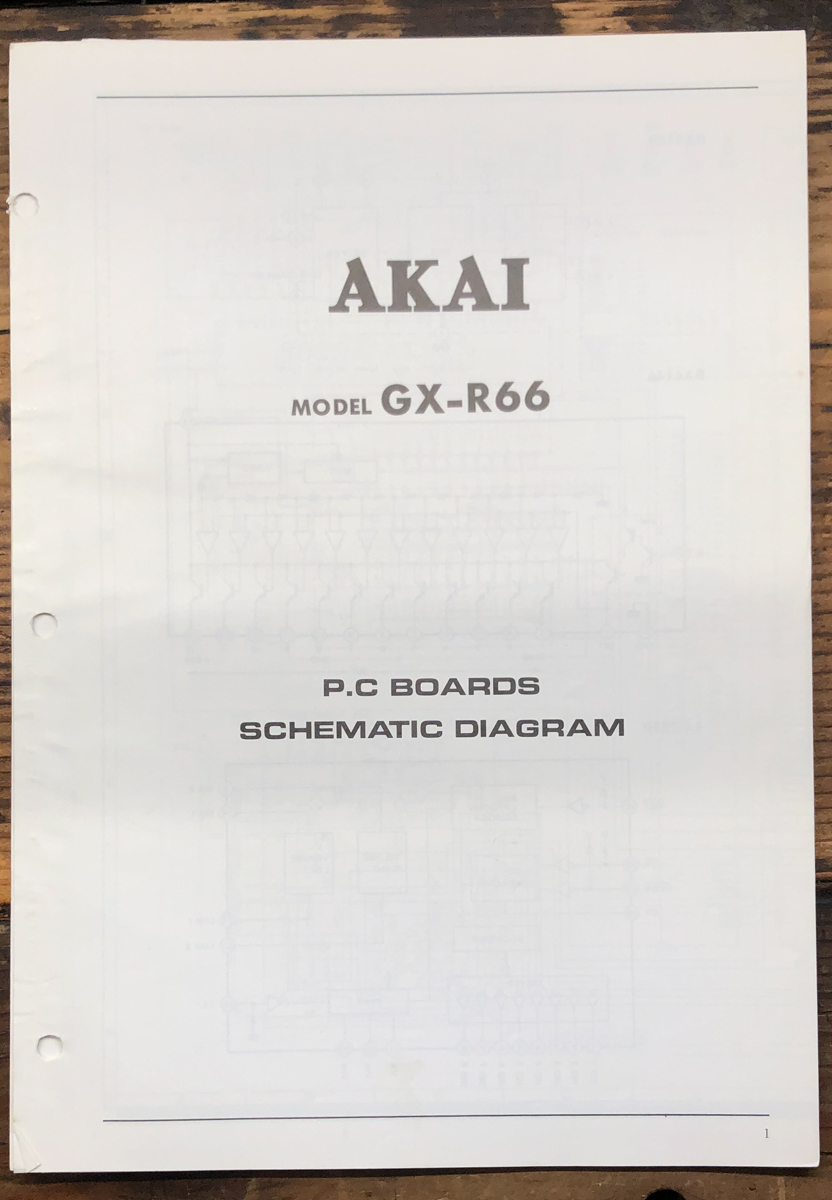 AKAI
MODEL GX-R66
P.C BOARDS
SCHEMATIC DIAGRAM
1